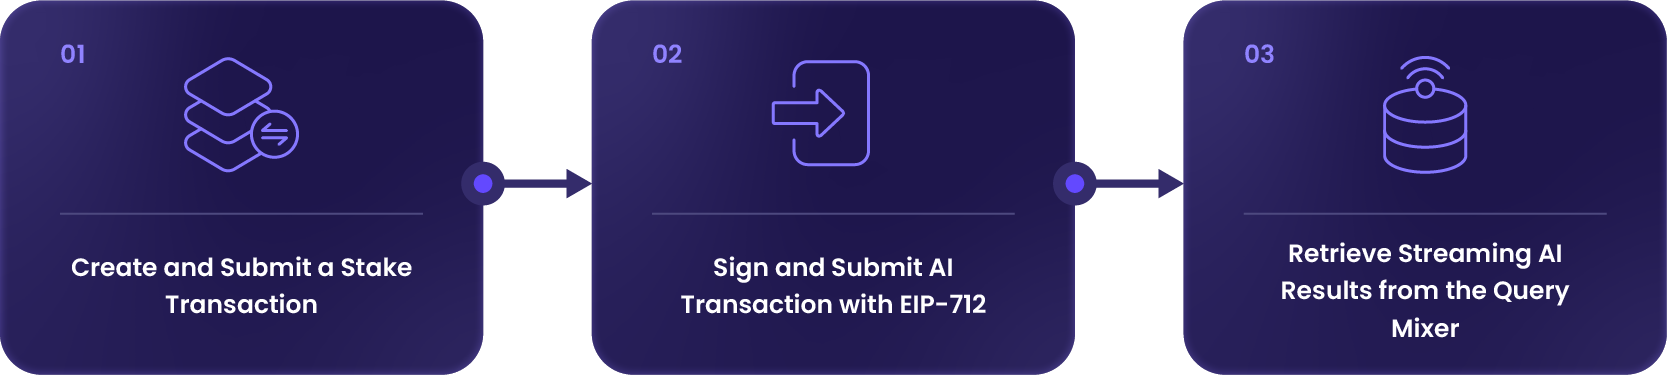 01
Create and Submit a Stake
Transaction
02
Sign and Submit AI
Transaction with EIP-712
03
Retrieve Streaming AI
Results from the Query
Mixer